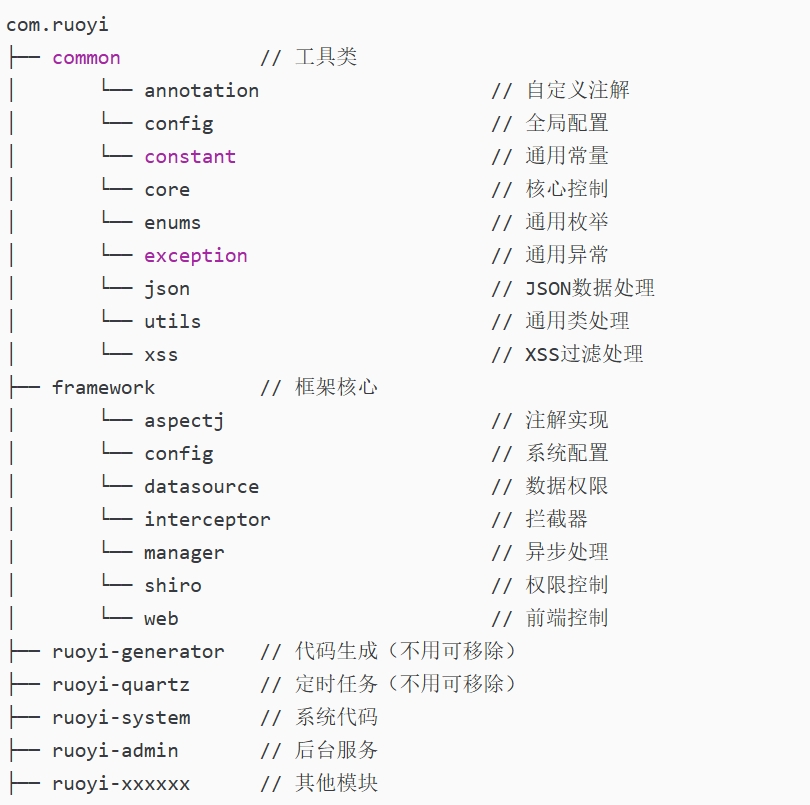 com.ruoyi
├── common            // 工具类
│       └── annotation                    // 自定义注解
│       └── config                        // 全局配置
│       └── constant                      // 通用常量
│       └── core                          // 核心控制
│       └── enums                         // 通用枚举
│       └── exception                     // 通用异常
│       └── json                          // JSON数据处理
│       └── utils                         // 通用类处理
│       └── xss                           // XSS过滤处理
├── framework         // 框架核心
│       └── aspectj                       // 注解实现
│       └── config                        // 系统配置
│       └── datasource                    // 数据权限
│       └── interceptor                   // 拦截器
│       └── manager                       // 异步处理
│       └── shiro                         // 权限控制
│       └── web                           // 前端控制
├── ruoyi-generator   // 代码生成（不用可移除）
├── ruoyi-quartz      // 定时任务（不用可移除）
├── ruoyi-system      // 系统代码
├── ruoyi-admin       // 后台服务
├── ruoyi-xxxxxx      // 其他模块